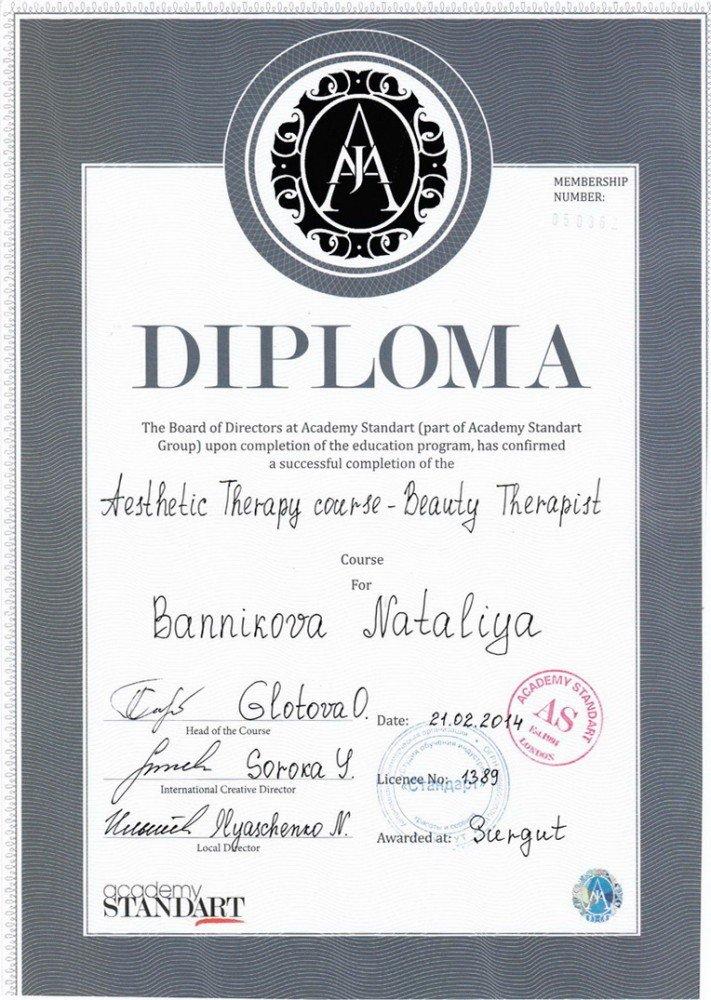 MEMBERSHIP
NUMBER:
DIPLOMA
The Board of Directors at Academy Standart (part of Academy Standart
Group) upon completion of the education program, has confirmed
a successful completion of the
Aesthetic Therapy course - Beauty Therapist
Course
For
Bannikova Nataliya
Glotova O.
Head of the Course
Date: 21.02.2014
ACADEMY STANDART
AS
Est.1991
LONDON
Soroka Y.
International Creative Director
Licence No: 1389
«Стандарт»
Ilyaschenko N.
Local Director
Awarded at: Surgut
academy
STANDART